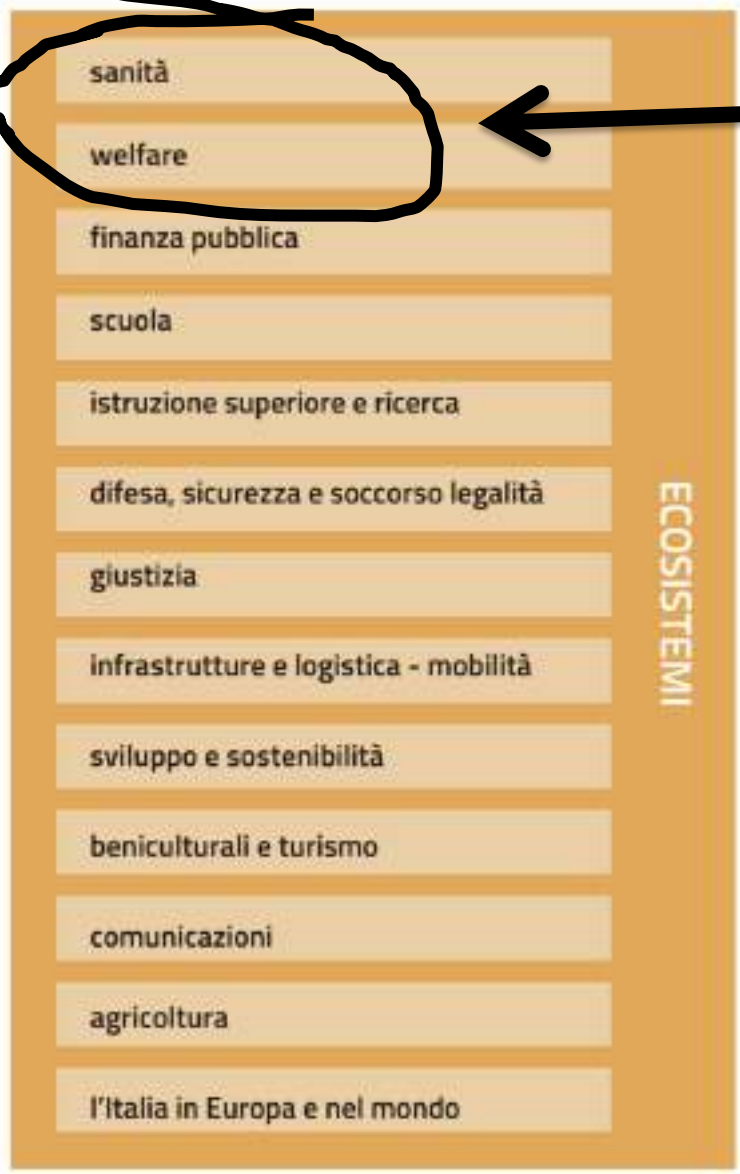 sanità
welfare
finanza pubblica
scuola
istruzione superiore e ricerca
difesa, sicurezza e soccorso legalità
giustizia
infrastrutture e logistica - mobilità
sviluppo e sostenibilità
beniculturali e turismo
comunicazioni
agricoltura
l'Italia in Europa e nel mondo
ECOSISTEMI